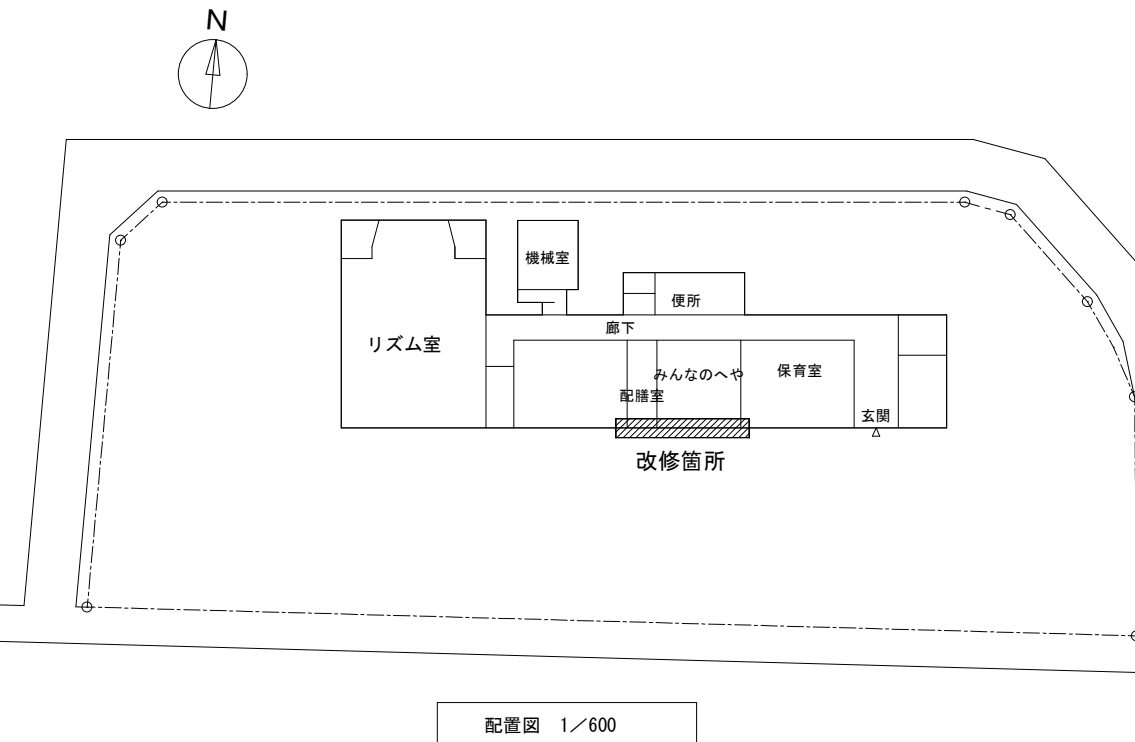 N
機械室
便所
廊下
リズム室
みんなのへや
保育室
配膳室
玄関
改修箇所
配置図 1/600